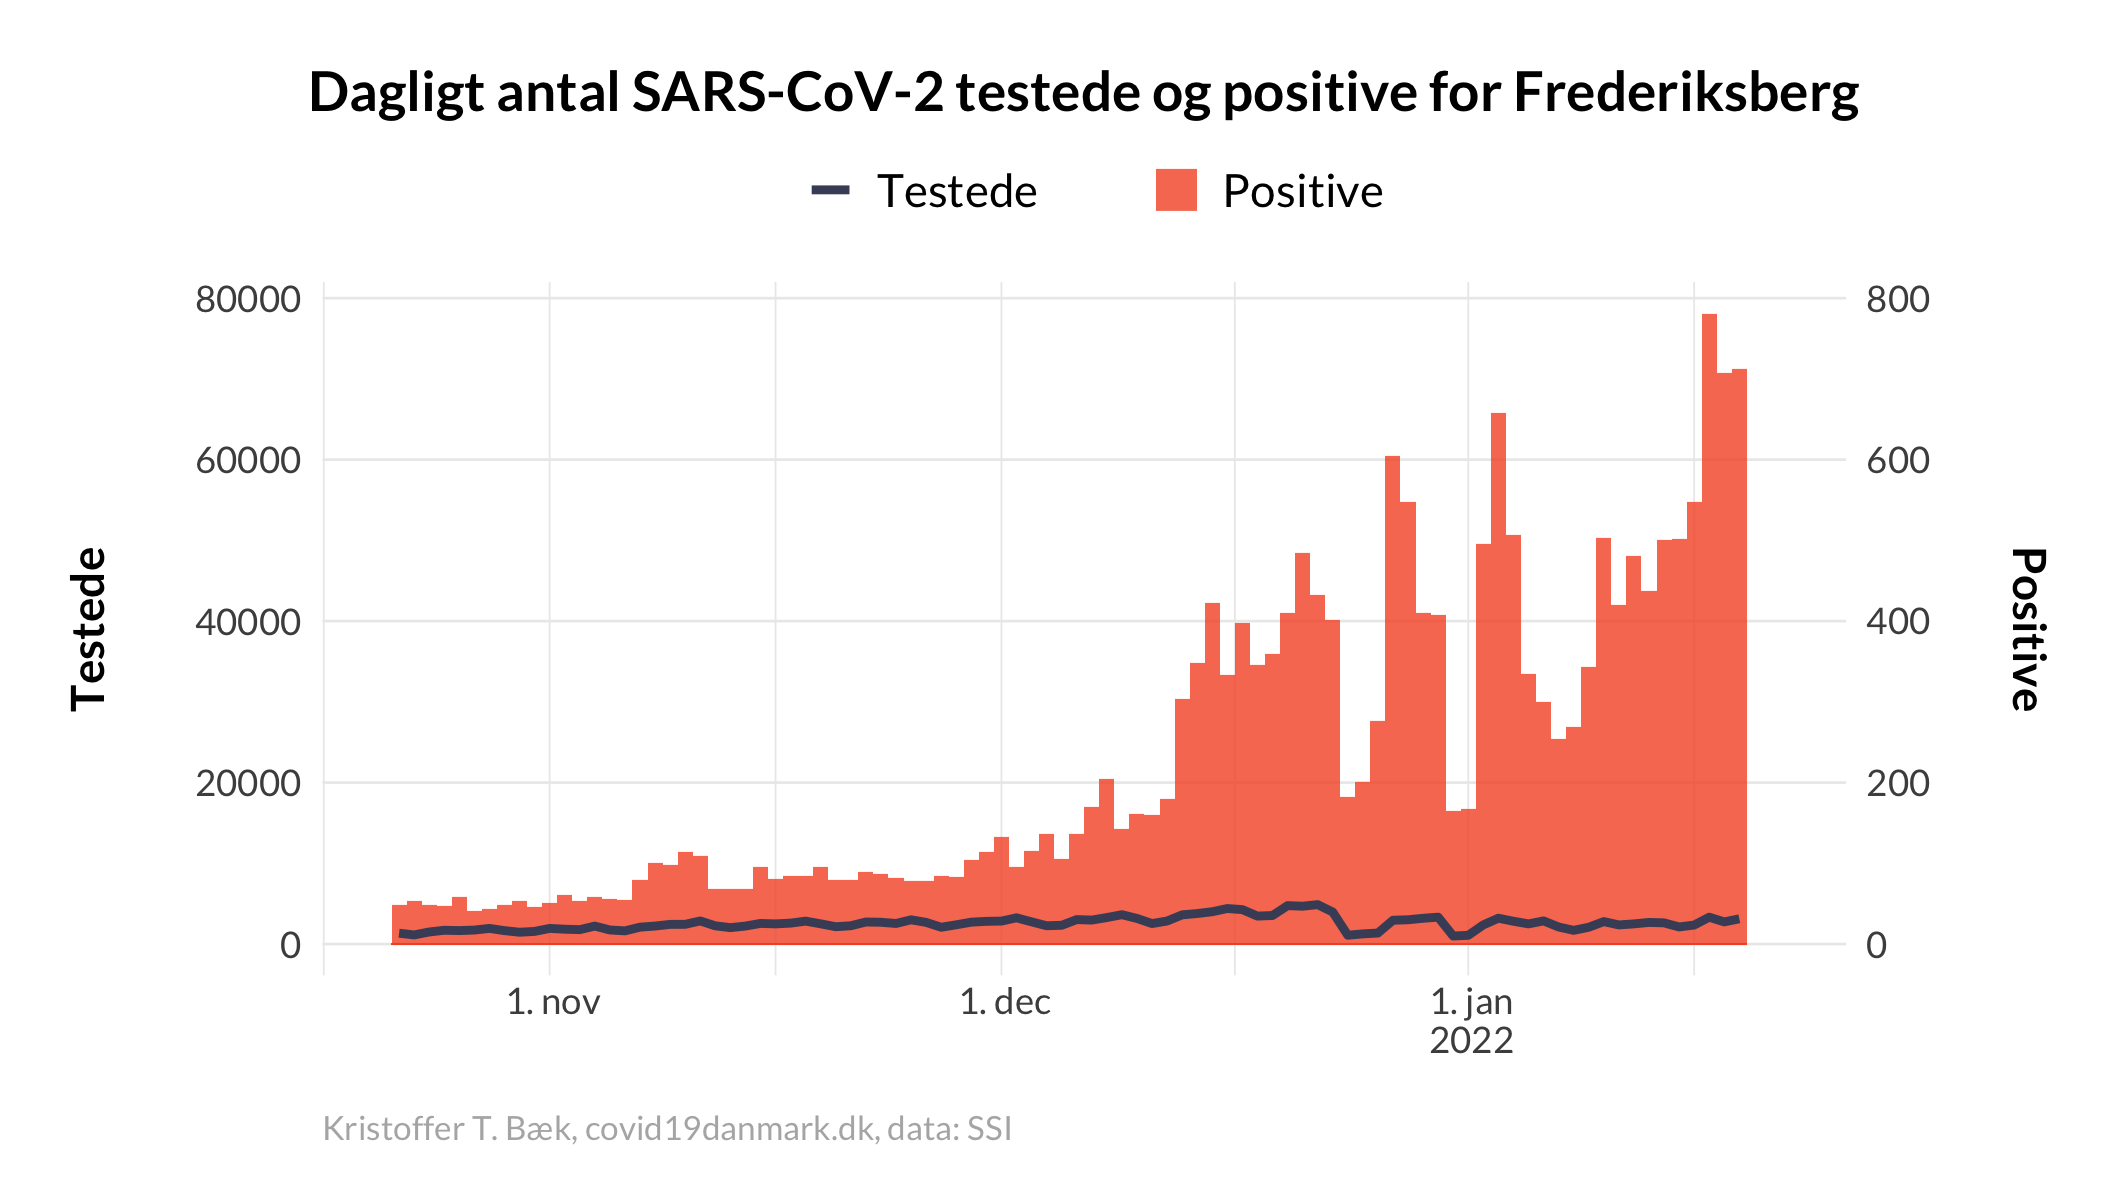 Dagligt antal SARS-CoV-2 testede og positive for Frederiksberg
Testede
Positive
80000
60000
40000
20000
0
Testede
800
600
400
200
0
Positive
1. nov
1. dec
1. jan
2022
Kristoffer T. Bæk, covid19danmark.dk, data: SSI